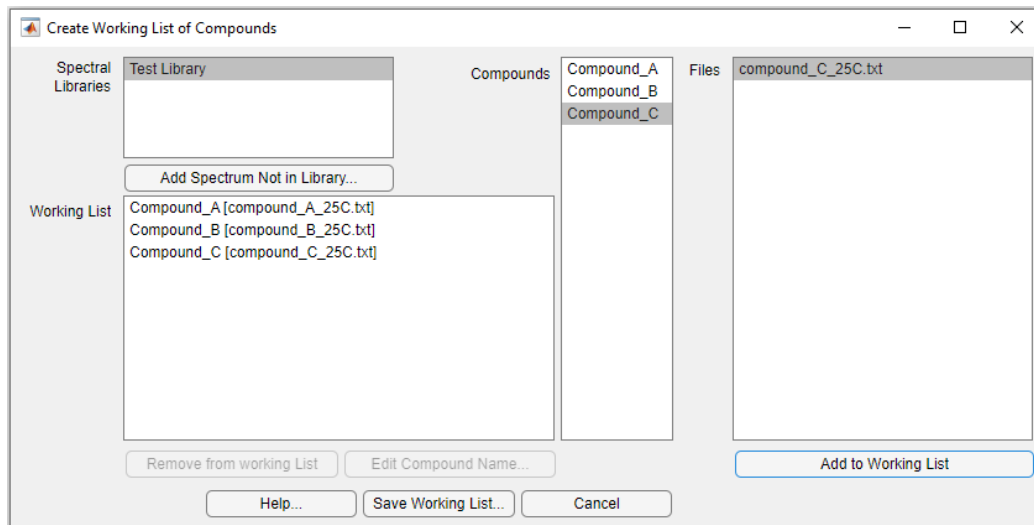 Create Working List of Compounds
Spectral
Libraries
Test Library
Add Spectrum Not in Library...
Compounds
Compound_A
Compound_B
Compound_C
Files
compound_C_25C.txt
Working List
Compound_A [compound_A_25C.txt]
Compound_B [compound_B_25C.txt]
Compound_C [compound_C_25C.txt]
Remove from working List
Edit Compound Name...
Add to Working List
Help...
Save Working List...
Cancel